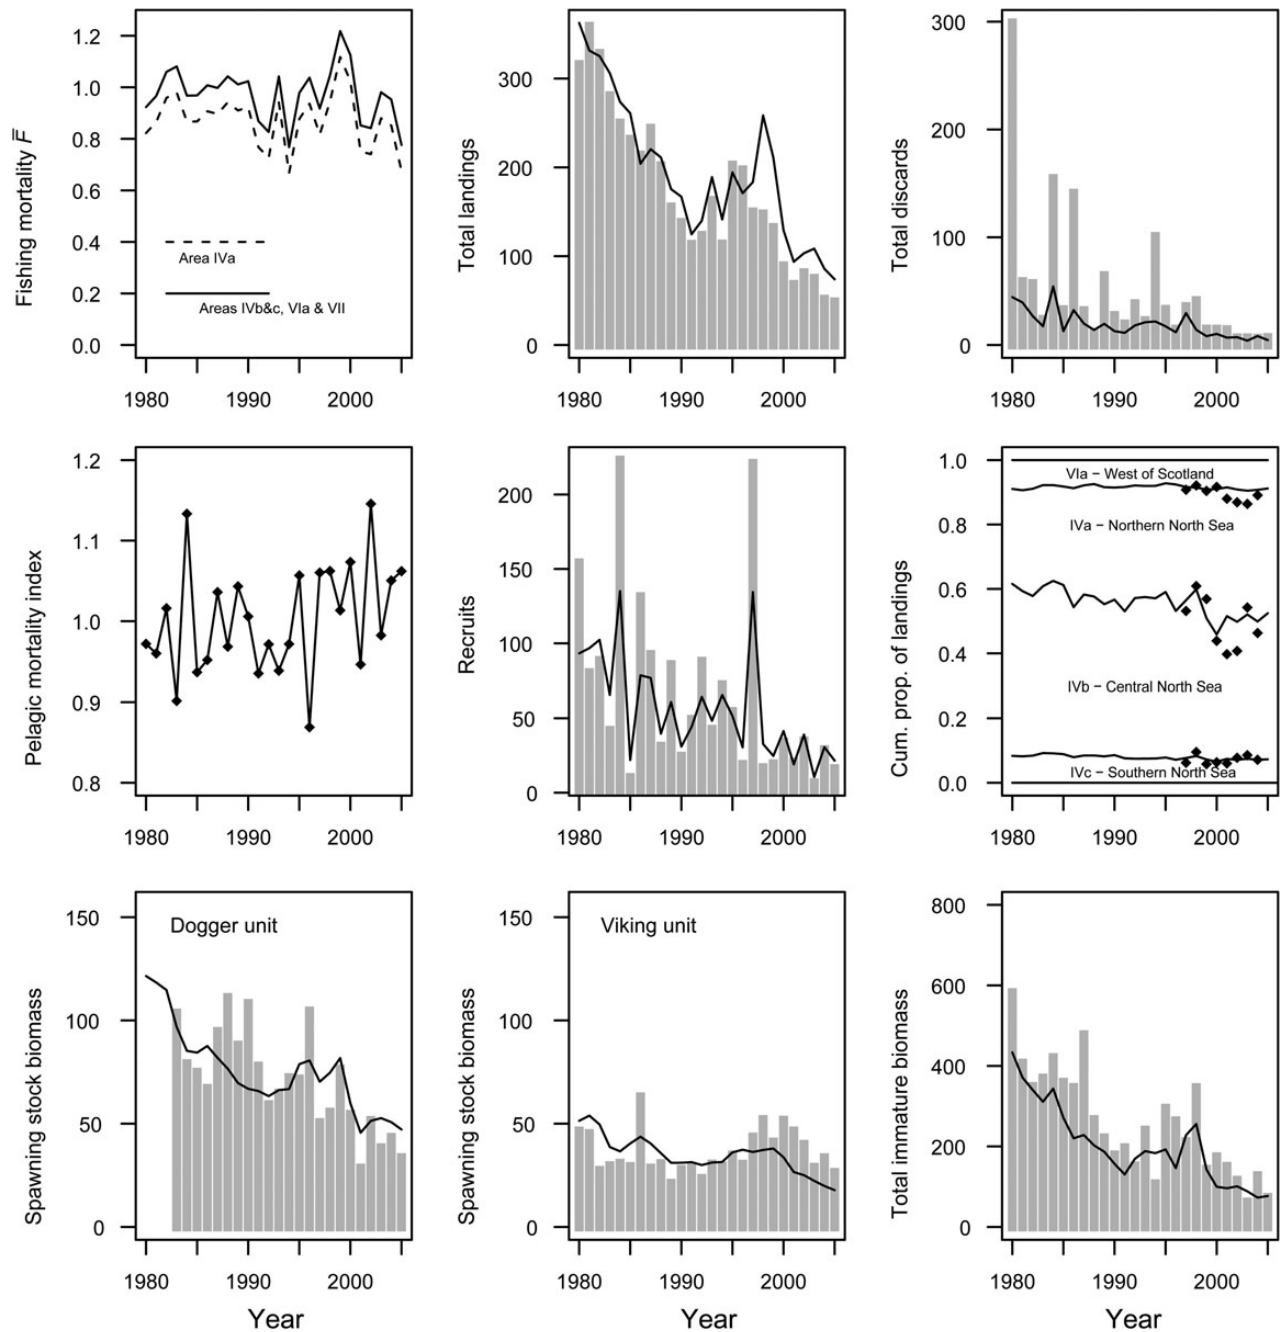 Fishing mortality F̅
1.2
1.0
0.8
0.6
0.4
0.2
0.0
Area IVa
Areas IVb&c, VIa & VII
1980 1990 2000
Total landings
300
200
100
0
1980 1990 2000
Total discards
300
200
100
0
1980 1990 2000
Pelagic mortality index
1.2
1.1
1.0
0.9
0.8
1980 1990 2000
Recruits
200
150
100
50
0
1980 1990 2000
Cum. prop. of landings
1.0
0.8
0.6
0.4
0.2
0.0
VIa − West of Scotland
IVa − Northern North Sea
IVb − Central North Sea
IVc − Southern North Sea
1980 1990 2000
Spawning stock biomass
150
100
50
0
Dogger unit
1980 1990 2000
Year
Spawning stock biomass
150
100
50
0
Viking unit
1980 1990 2000
Year
Total immature biomass
800
600
400
200
0
1980 1990 2000
Year